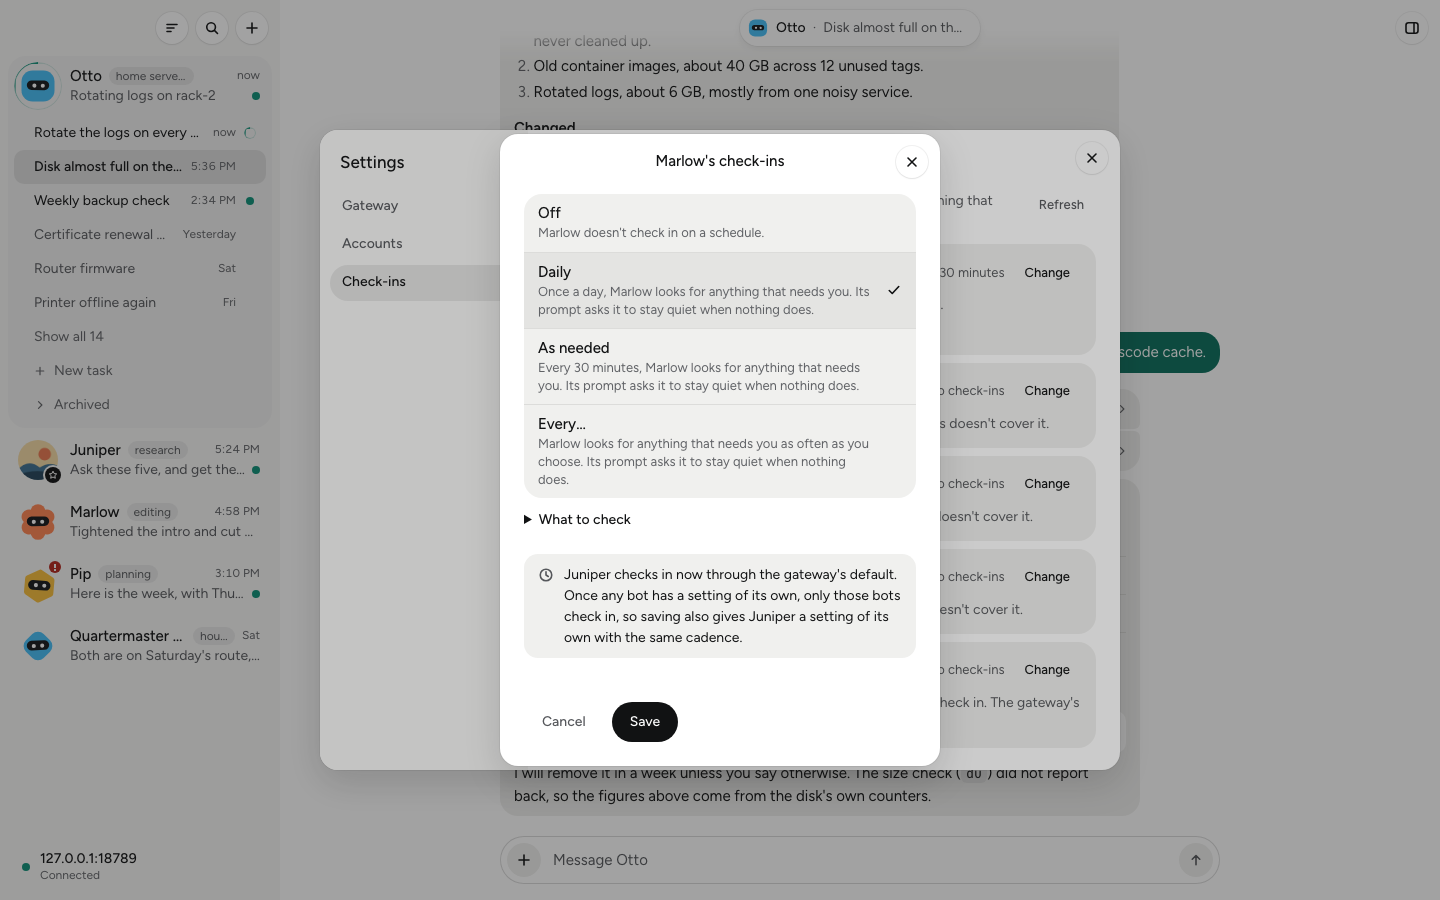 Otto home serve... now
Rotating logs on rack-2
Rotate the logs on every ... now
Disk almost full on the... 5:36 PM
Weekly backup check 2:34 PM
Certificate renewal ... Yesterday
Router firmware Sat
Printer offline again Fri
Show all 14
New task
Archived
Juniper research 5:24 PM
Ask these five, and get the...
Marlow editing 4:58 PM
Tightened the intro and cut ...
Pip planning 3:10 PM
Here is the week, with Thu...
Quartermaster ... hou... Sat
Both are on Saturday's route,...
127.0.0.1:18789
Connected
Otto · Disk almost full on th...
never cleaned up.
2. Old container images, about 40 GB across 12 unused tags.
3. Rotated logs, about 6 GB, mostly from one noisy service.
Changed
Settings
Gateway
Accounts
Check-ins
Marlow's check-ins
Off
Marlow doesn't check in on a schedule.
Daily
Once a day, Marlow looks for anything that needs you. Its
prompt asks it to stay quiet when nothing does.
As needed
Every 30 minutes, Marlow looks for anything that needs
you. Its prompt asks it to stay quiet when nothing does.
Every...
Marlow looks for anything that needs you as often as you
choose. Its prompt asks it to stay quiet when nothing
does.
What to check
Juniper checks in now through the gateway's default.
Once any bot has a setting of its own, only those bots
check in, so saving also gives Juniper a setting of its
own with the same cadence.
Cancel
Save
that
Refresh
30 minutes Change
check-ins Change
doesn't cover it.
check-ins Change
cover it.
check-ins Change
cover it.
check-ins Change
in. The gateway's
cache.
I will remove it in a week unless you say otherwise. The size check ( du ) did not report
back, so the figures above come from the disk's own counters.
Message Otto